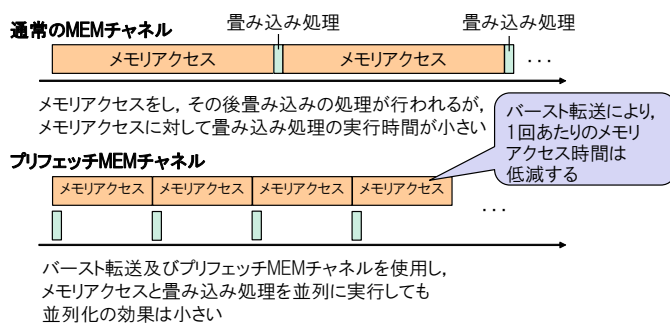 通常のMEMチャネル
畳み込み処理
畳み込み処理
メモリアクセス
メモリアクセス
･･･
メモリアクセスをし，その後畳み込みの処理が行われるが，
メモリアクセスに対して畳み込み処理の実行時間が小さい
バースト転送により，
1回あたりのメモリ
アクセス時間は
低減する
プリフェッチMEMチャネル
メモリアクセス
メモリアクセス
メモリアクセス
メモリアクセス
･･･
バースト転送及びプリフェッチMEMチャネルを使用し，
メモリアクセスと畳み込み処理を並列に実行しても
並列化の効果は小さい